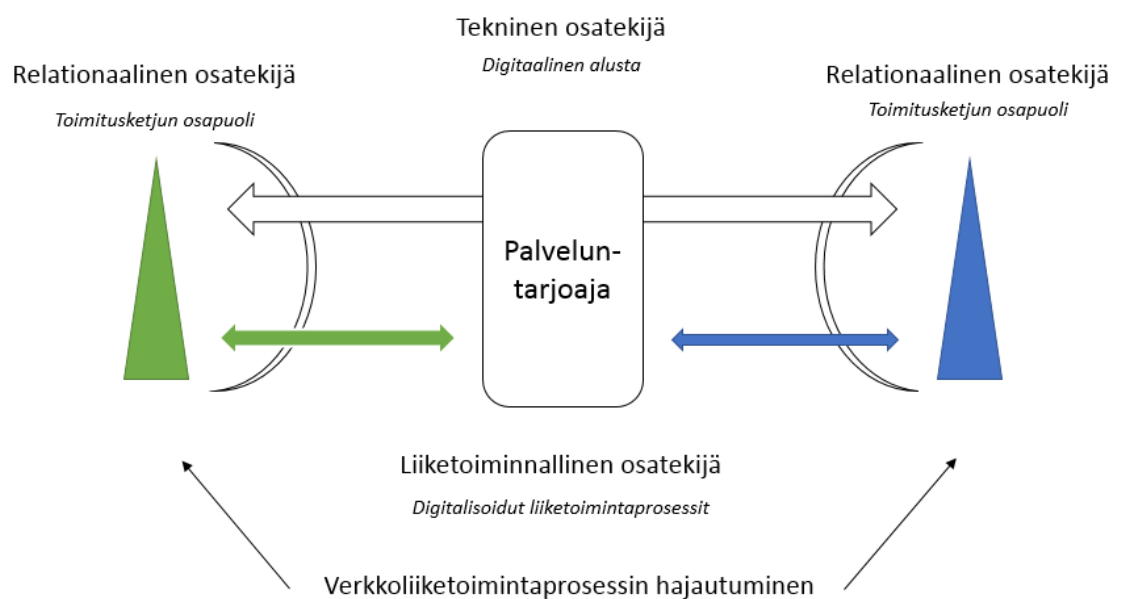 Tekninen osatekijä
Digitaalinen alusta
Relationaalinen osatekijä
Toimitusketjun osapuoli
Relationaalinen osatekijä
Toimitusketjun osapuoli
Palvelun-
tarjoaja
Liiketoiminnallinen osatekijä
Digitalisoidut liiketoimintaprosessit
Verkkoliiketoimintaprosessin hajautuminen